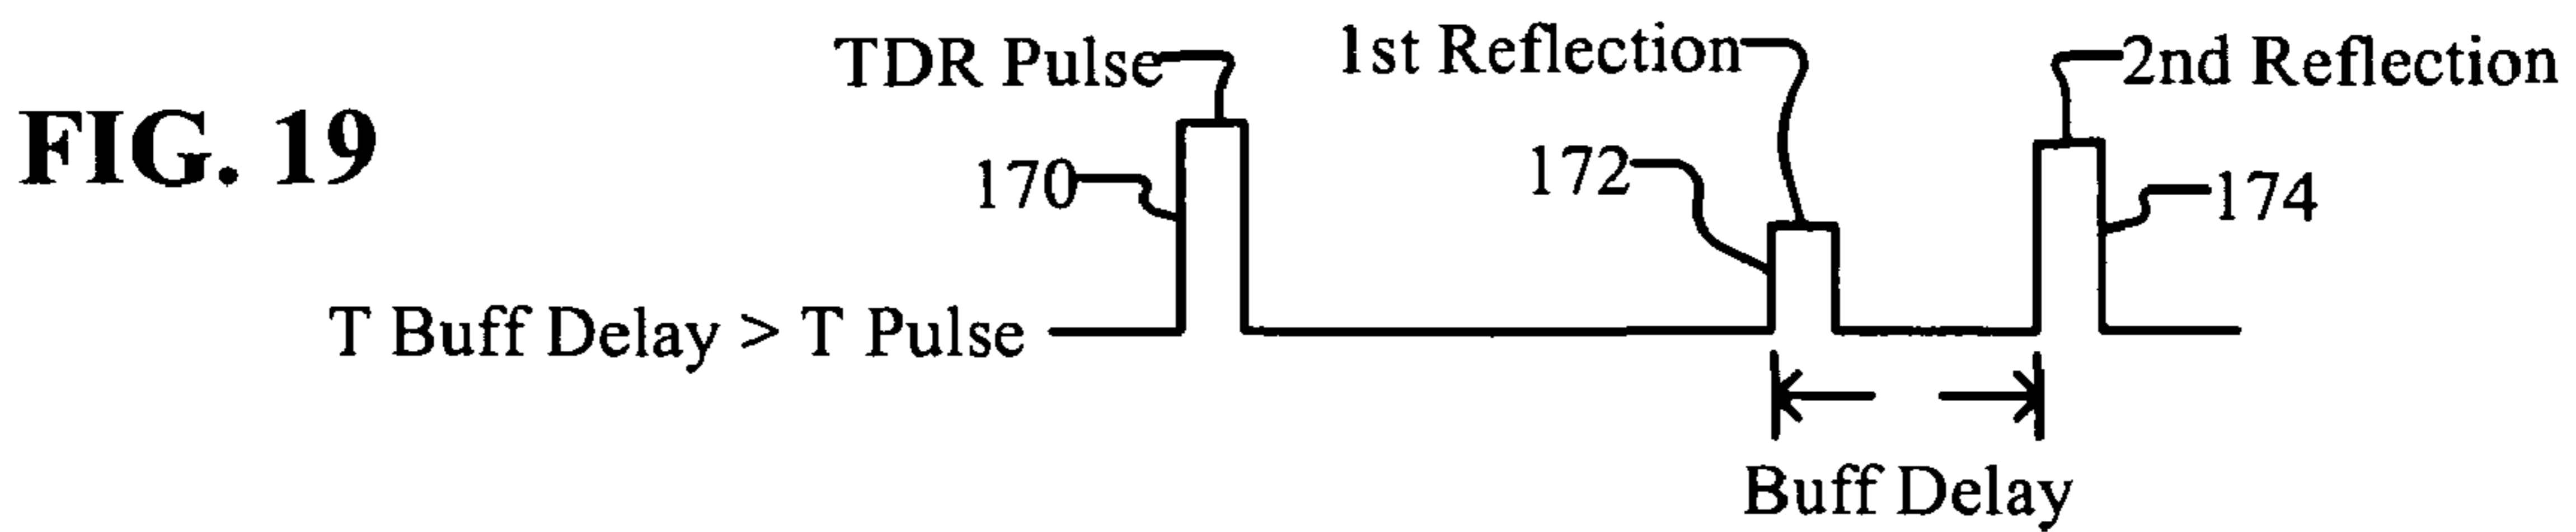 FIG. 19
TDR Pulse
1st Reflection
2nd Reflection
170
172
174
T Buff Delay > T Pulse
Buff Delay